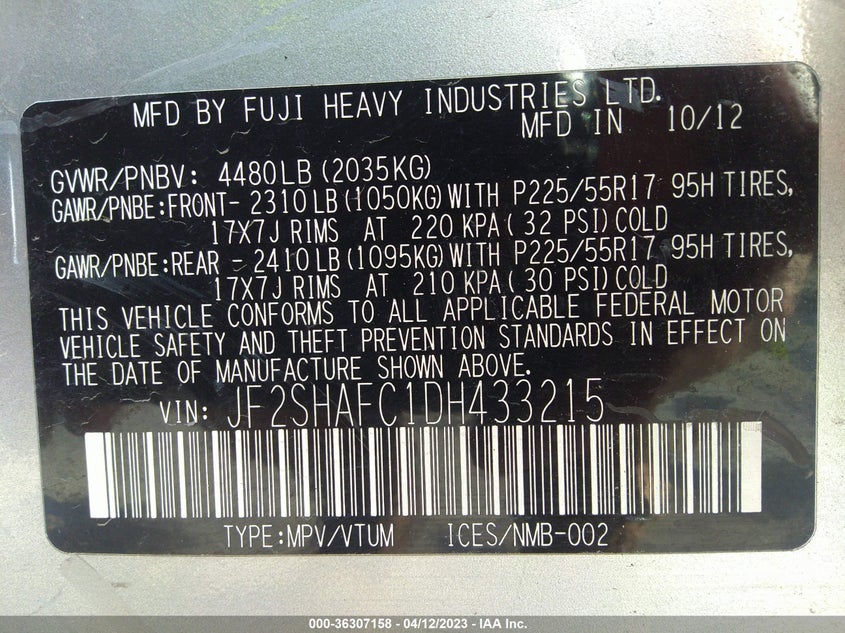 MFD BY FUJI HEAVY INDUSTRIES LTD.
MFD IN 10/12
GVWR/PNBV: 4480LB(2035KG)
GAWR/PNBE:FRONT-2310LB(1050KG)WITH P225/55R17 95H TIRES,
17X7J RIMS AT 220 KPA(32 PSI)COLD
GAWR/PNBE:REAR -2410LB(1095KG)WITH P225/55R17 95H TIRES,
17X7J RIMS AT 210 KPA(30 PSI)COLD
THIS VEHICLE CONFORMS TO ALL APPLICABLE FEDERAL MOTOR
VEHICLE SAFETY AND THEFT PREVENTION STANDARDS IN EFFECT ON
THE DATE OF MANUFACTURE SHOWN ABOVE.
VIN: JF2SHAFC1DH433215
TYPE:MPV/VTUM ICES/NMB-002
000-36307158 - 04/12/2023 - IAA Inc.